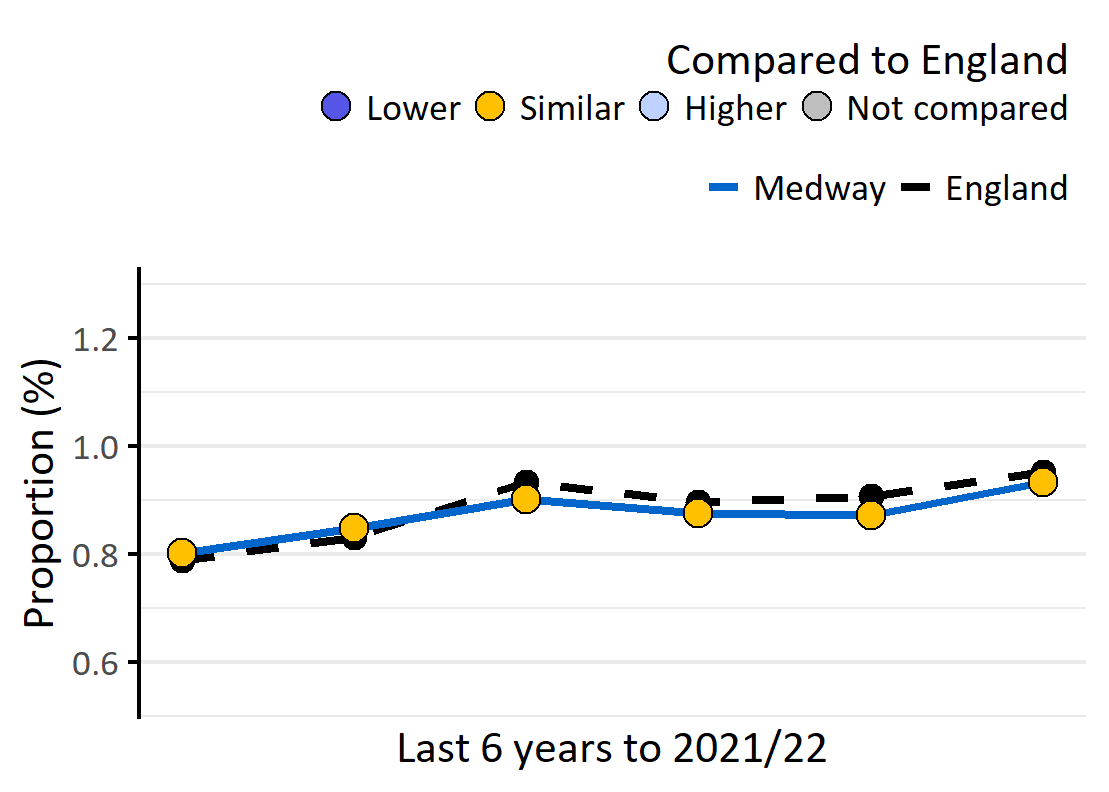 Compared to England
Lower Similar Higher Not compared
Medway England
Proportion (%)
1.2
1.0
0.8
0.6
Last 6 years to 2021/22